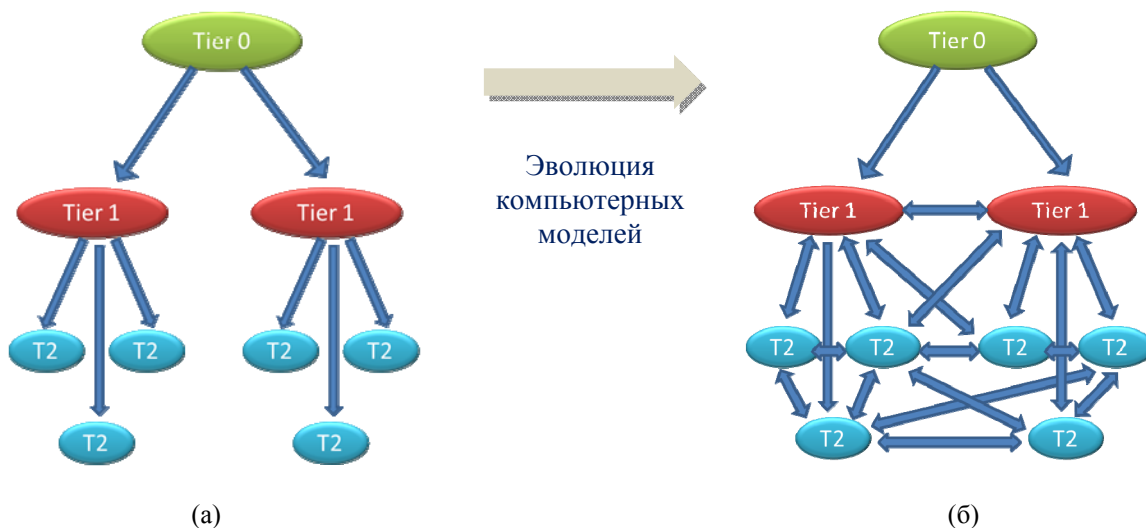 Tier 0
Tier 0
Эволюция
компьютерных
моделей
Tier 1
Tier 1
Tier 1
Tier 1
T2
T2
T2
T2
T2
T2
T2
T2
T2
T2
T2
T2
(а)
(б)